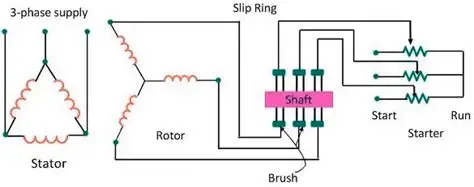 3-phase supply
Slip Ring
Shaft
Start
Run
Rotor
Starter
Stator
Brush